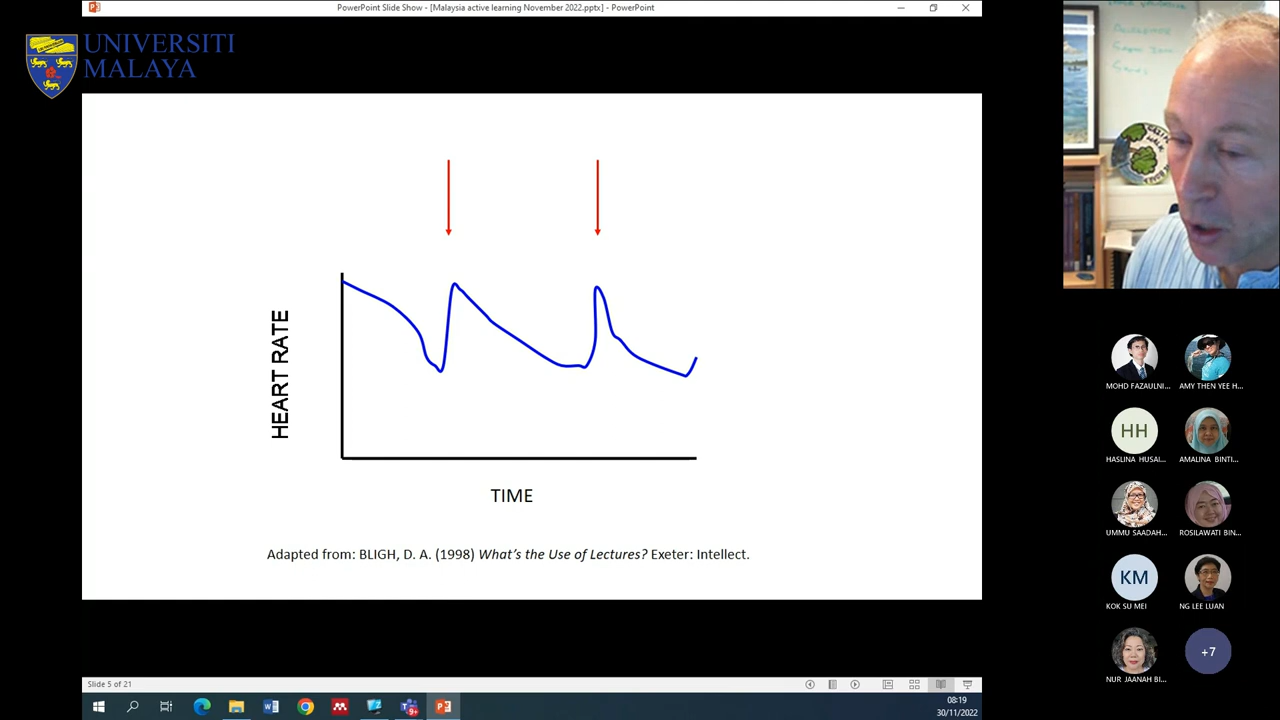 PowerPoint Slide Show - [Malaysia active learning November 2022.pptx] - PowerPoint
UNIVERSITI
MALAYA
HEART RATE
TIME
Adapted from: BLIGH, D. A. (1998) What's the Use of Lectures? Exeter: Intellect.
MOHD FAZAULNI...
AMY THEN YEE H...
HH
HASLINA HUSAI...
AMALINA BINTI...
UMMU SAADAH...
ROSILAWATI BIN...
KM
KOK SU MEI
NG LEE LUAN
+7
NUR JAANAH BI...
Slide 5 of 21
9+
08:19
30/11/2022